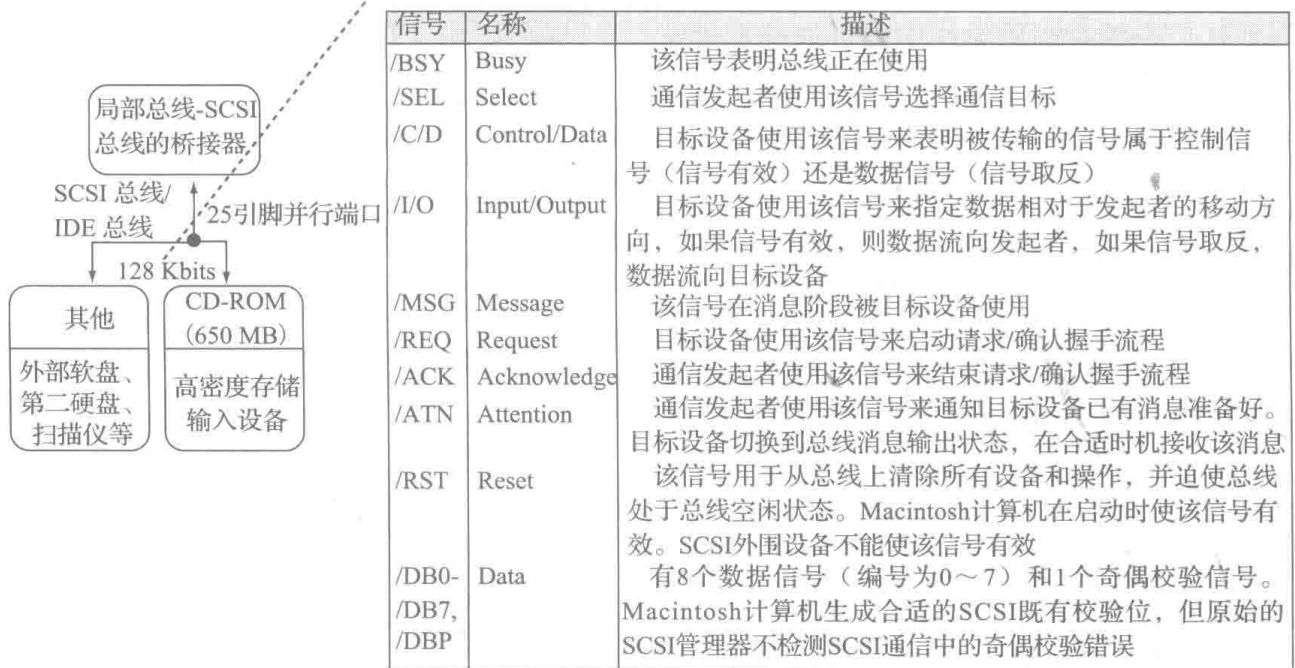 局部总线-SCSI
总线的桥接器
SCSI 总线/
IDE 总线
25引脚并行端口
128 Kbits
其他
外部软盘、
第二硬盘、
扫描仪等
CD-ROM
（650 MB）
高密度存储
输入设备
信号 名称 描述
/BSY Busy 该信号表明总线正在使用
/SEL Select 通信发起者使用该信号选择通信目标
/C/D Control/Data 目标设备使用该信号来表明被传输的信号属于控制信
号（信号有效）还是数据信号（信号取反）
/I/O Input/Output 目标设备使用该信号来指定数据相对于发起者的移动方
向，如果信号有效，则数据流向发起者，如果信号取反，
数据流向目标设备
/MSG Message 该信号在消息阶段被目标设备使用
/REQ Request 目标设备使用该信号来启动请求/确认握手流程
/ACK Acknowledge 通信发起者使用该信号来结束请求/确认握手流程
/ATN Attention 通信发起者使用该信号来通知目标设备已有消息准备好。
目标设备切换到总线消息输出状态，在合适时机接收该消息
/RST Reset 该信号用于从总线上清除所有设备和操作，并迫使总线
处于总线空闲状态。Macintosh计算机在启动时使该信号有
效。SCSI外围设备不能使该信号有效
/DB0- Data 有8个数据信号（编号为0～7）和1个奇偶校验信号。
/DB7, Macintosh计算机生成合适的SCSI既有校验位，但原始的
/DBP SCSI管理器不检测SCSI通信中的奇偶校验错误